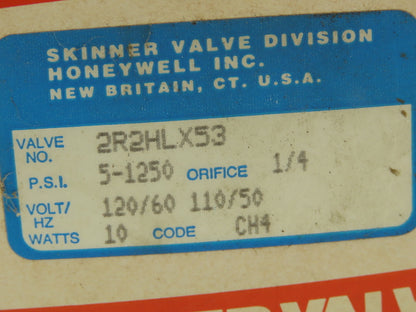 SKINNER VALVE DIVISION
HONEYWELL INC.
NEW BRITAIN, CT. U.S.A.
VALVE NO. 2R2HLX53
P.S.I. 5-1250 ORIFICE 1/4
VOLT/HZ 120/60 110/50
WATTS 10 CODE CH4